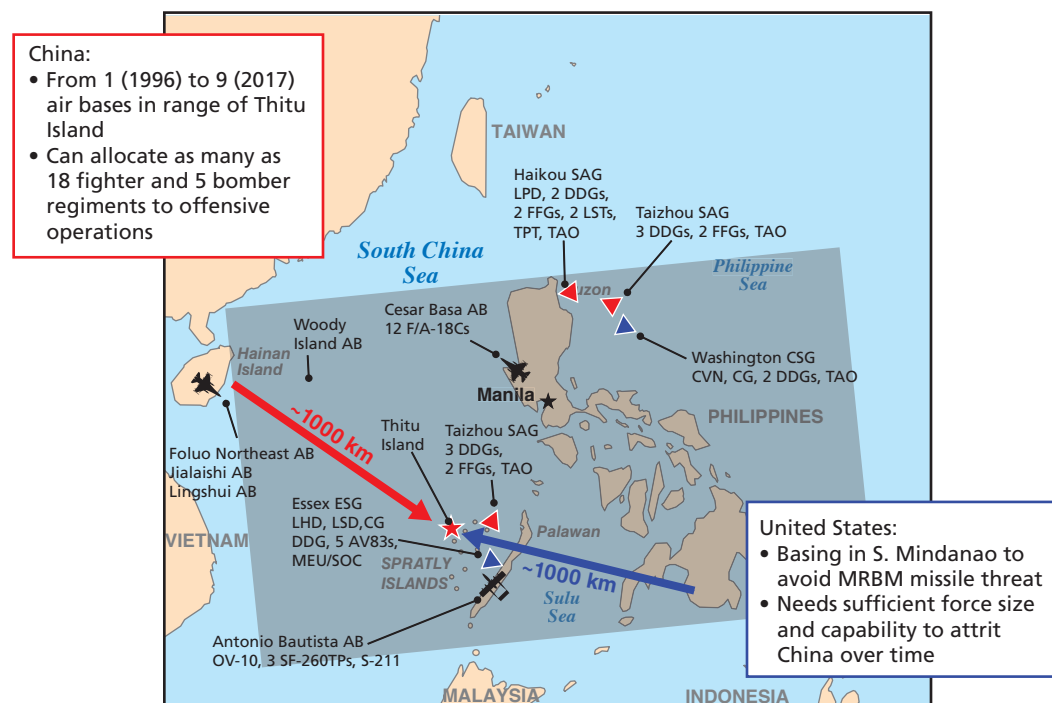 China:
• From 1 (1996) to 9 (2017)
air bases in range of Thitu
Island
• Can allocate as many as
18 fighter and 5 bomber
regiments to offensive
operations
TAIWAN
Haikou SAG
LPD, 2 DDGs,
2 FFGs, 2 LSTs,
TPT, TAO
Taizhou SAG
3 DDGs, 2 FFGs, TAO
South China
Sea
Philippine
Sea
uzon
Cesar Basa AB
12 F/A-18Cs
Woody
Island AB
Hainan
Island
Washington CSG
CVN, CG, 2 DDGs, TAO
Manila
PHILIPPINES
~1000 km
Thitu
Island
Taizhou SAG
3 DDGs,
2 FFGs, TAO
Foluo Northeast AB
Jialaishi AB
Lingshui AB
Essex ESG
LHD, LSD,CG
DDG, 5 AV83s,
MEU/SOC
VIETNAM
Palawan
SPRATLY
ISLANDS
~1000 km
Sulu
Sea
United States:
• Basing in S. Mindanao to
avoid MRBM missile threat
• Needs sufficient force size
and capability to attrit
China over time
Antonio Bautista AB
OV-10, 3 SF-260TPs, S-211
MALAYSIA
INDONESIA